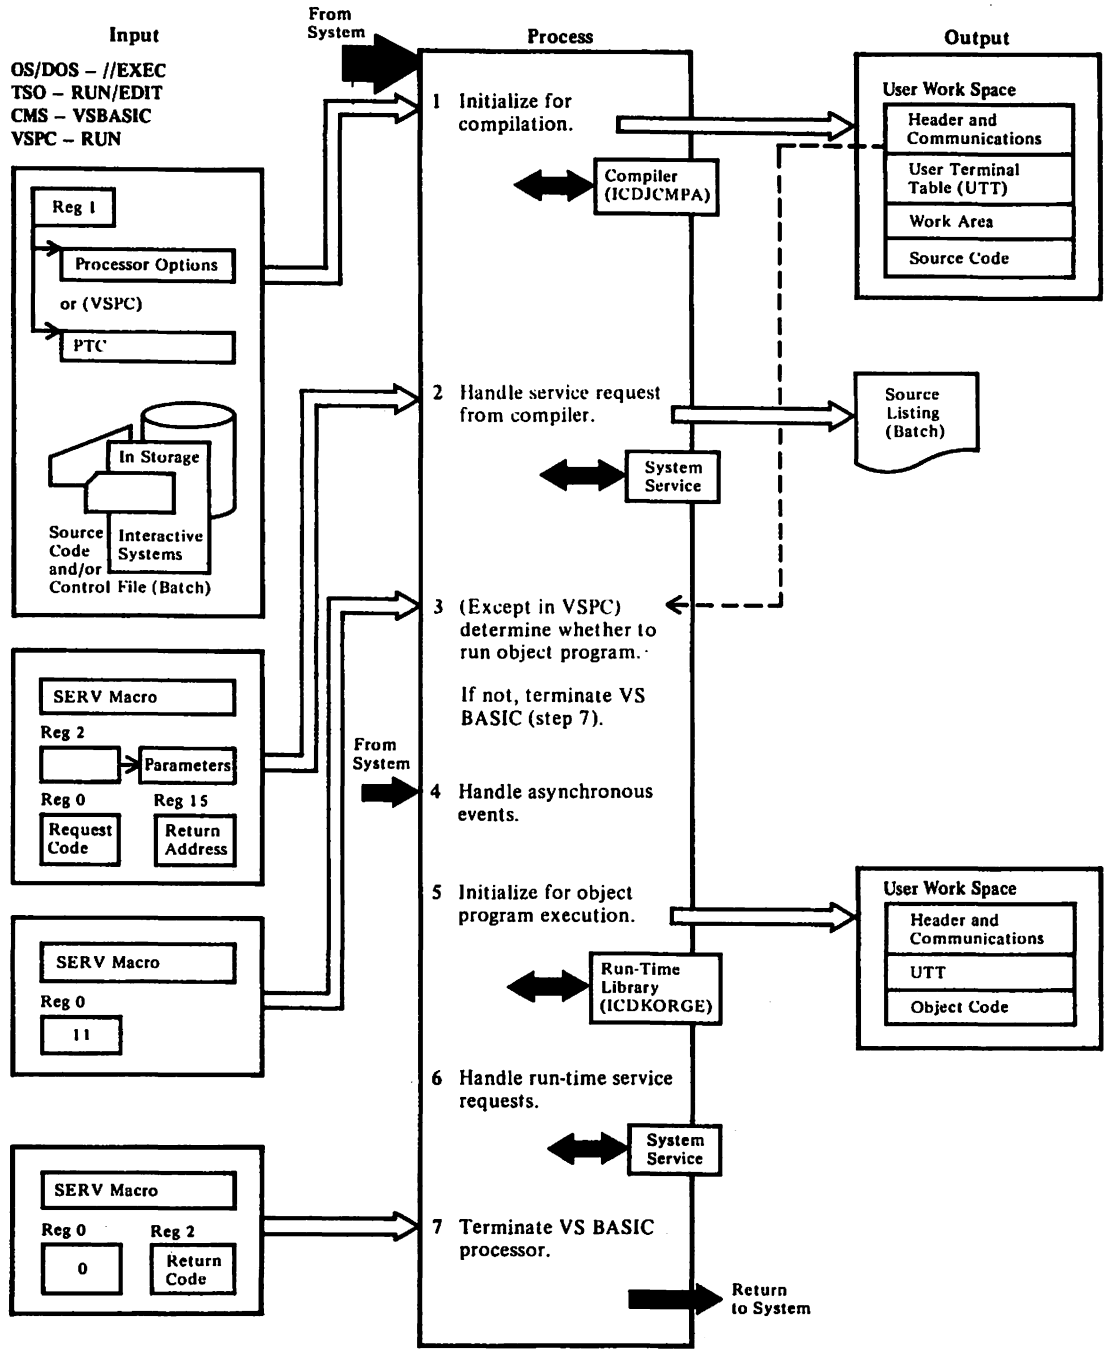 Input
OS/DOS – //EXEC
TSO – RUN/EDIT
CMS – VSBASIC
VSPC – RUN
Reg 1
Processor Options
or (VSPC)
PTC
In Storage
Source
Code
and/or
Control File (Batch)
Interactive
Systems
SERV Macro
Reg 2
Parameters
Reg 0
Request
Code
Reg 15
Return
Address
SERV Macro
Reg 0
11
SERV Macro
Reg 0
0
Reg 2
Return
Code
From
System
Process
1 Initialize for
compilation.
Compiler
(ICDJCMPA)
2 Handle service request
from compiler.
System
Service
3 (Except in VSPC)
determine whether to
run object program.
If not, terminate VS
BASIC (step 7).
From
System
4 Handle asynchronous
events.
5 Initialize for object
program execution.
Run-Time
Library
(ICDKORGE)
6 Handle run-time service
requests.
System
Service
7 Terminate VS BASIC
processor.
Return
to System
Output
User Work Space
Header and
Communications
User Terminal
Table (UTT)
Work Area
Source Code
Source
Listing
(Batch)
User Work Space
Header and
Communications
UTT
Object Code